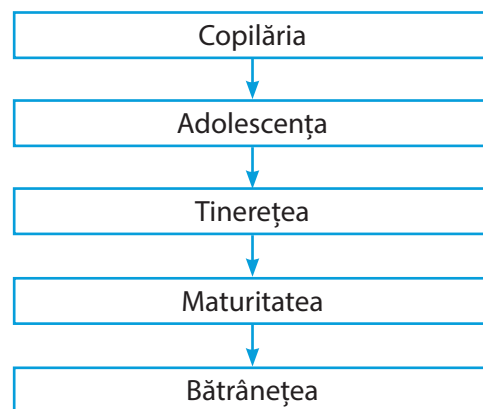 Copilăria
Adolescența
Tinerețea
Maturitatea
Bătrânețea